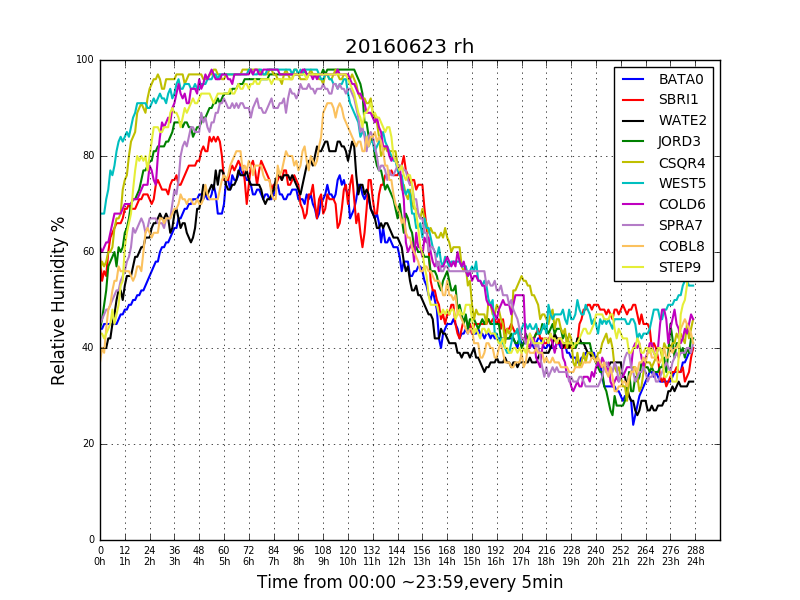 20160623 rh
100
80
60
40
20
0
Relative Humidity %
BATA0
SBRI1
WATE2
JORD3
CSQR4
WEST5
COLD6
SPRA7
COBL8
STEP9
0 12 24 36 48 60 72 84 96 108 120 132 144 156 168 180 192 204 216 228 240 252 264 276 288
0h 1h 2h 3h 4h 5h 6h 7h 8h 9h 10h 11h 12h 13h 14h 15h 16h 17h 18h 19h 20h 21h 22h 23h 24h
Time from 00:00 ~23:59,every 5min